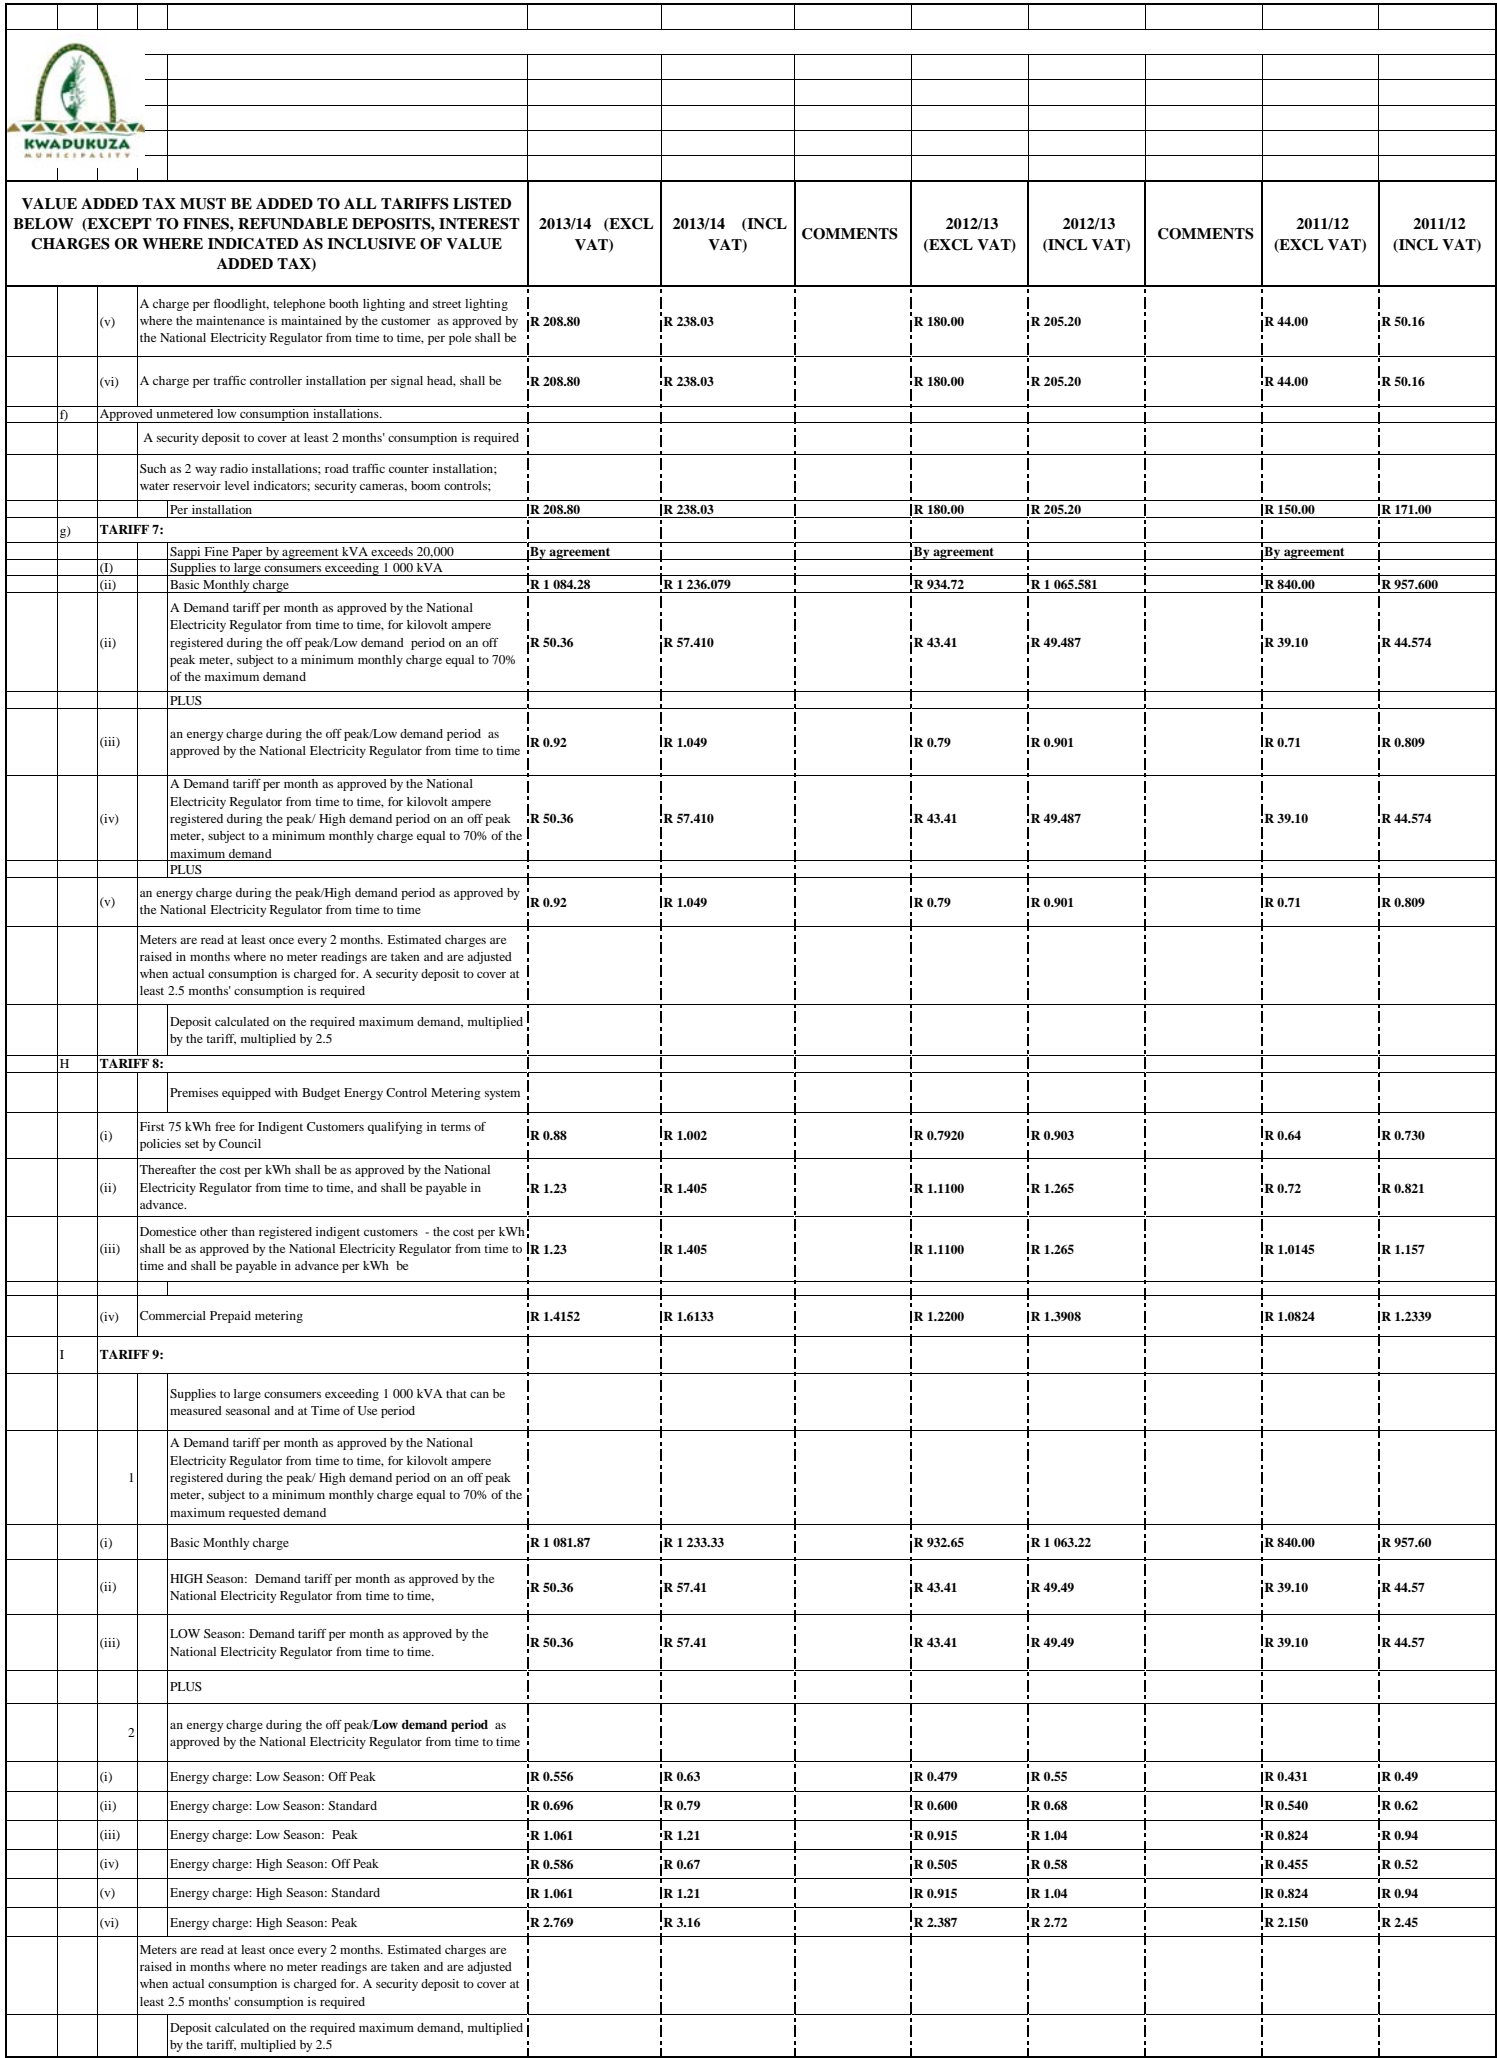 KWADUKUZA
MUNICIPALITY
VALUE ADDED TAX MUST BE ADDED TO ALL TARIFFS LISTED
BELOW (EXCEPT TO FINES, REFUNDABLE DEPOSITS, INTEREST
CHARGES OR WHERE INDICATED AS INCLUSIVE OF VALUE
ADDED TAX)
2013/14 (EXCL
VAT)
2013/14 (INCL
VAT)
COMMENTS
2012/13
(EXCL VAT)
2012/13
(INCL VAT)
COMMENTS
2011/12
(EXCL VAT)
2011/12
(INCL VAT)
(v)
A charge per floodlight, telephone booth lighting and street lighting
where the maintenance is maintained by the customer as approved by
the National Electricity Regulator from time to time, per pole shall be
R 208.80 R 238.03 R 180.00 R 205.20 R 44.00 R 50.16
(vi) A charge per traffic controller installation per signal head, shall be R 208.80 R 238.03 R 180.00 R 205.20 R 44.00 R 50.16
f) Approved unmetered low consumption installations.
A security deposit to cover at least 2 months' consumption is required
Such as 2 way radio installations; road traffic counter installation;
water reservoir level indicators; security cameras, boom controls;
Per installation R 208.80 R 238.03 R 180.00 R 205.20 R 150.00 R 171.00
g) TARIFF 7:
Sappi Fine Paper by agreement kVA exceeds 20,000 By agreement By agreement By agreement
(I) Supplies to large consumers exceeding 1 000 kVA
(ii) Basic Monthly charge R 1 084.28 R 1 236.079 R 934.72 R 1 065.581 R 840.00 R 957.600
(ii)
A Demand tariff per month as approved by the National
Electricity Regulator from time to time, for kilovolt ampere
registered during the off peak/Low demand period on an off
peak meter, subject to a minimum monthly charge equal to 70%
of the maximum demand
R 50.36 R 57.410 R 43.41 R 49.487 R 39.10 R 44.574
PLUS
(iii)
an energy charge during the off peak/Low demand period as
approved by the National Electricity Regulator from time to time
R 0.92 R 1.049 R 0.79 R 0.901 R 0.71 R 0.809
(iv)
A Demand tariff per month as approved by the National
Electricity Regulator from time to time, for kilovolt ampere
registered during the peak/ High demand period on an off peak
meter, subject to a minimum monthly charge equal to 70% of the
maximum demand
R 50.36 R 57.410 R 43.41 R 49.487 R 39.10 R 44.574
PLUS
(v)
an energy charge during the peak/High demand period as approved by
the National Electricity Regulator from time to time
R 0.92 R 1.049 R 0.79 R 0.901 R 0.71 R 0.809
Meters are read at least once every 2 months. Estimated charges are
raised in months where no meter readings are taken and are adjusted
when actual consumption is charged for. A security deposit to cover at
least 2.5 months' consumption is required
Deposit calculated on the required maximum demand, multiplied
by the tariff, multiplied by 2.5
H TARIFF 8:
Premises equipped with Budget Energy Control Metering system
(i)
First 75 kWh free for Indigent Customers qualifying in terms of
policies set by Council
R 0.88 R 1.002 R 0.7920 R 0.903 R 0.64 R 0.730
(ii)
Thereafter the cost per kWh shall be as approved by the National
Electricity Regulator from time to time, and shall be payable in
advance.
R 1.23 R 1.405 R 1.1100 R 1.265 R 0.72 R 0.821
(iii)
Domestice other than registered indigent customers - the cost per kWh
shall be as approved by the National Electricity Regulator from time to
time and shall be payable in advance per kWh be
R 1.23 R 1.405 R 1.1100 R 1.265 R 1.0145 R 1.157
(iv) Commercial Prepaid metering R 1.4152 R 1.6133 R 1.2200 R 1.3908 R 1.0824 R 1.2339
I TARIFF 9:
Supplies to large consumers exceeding 1 000 kVA that can be
measured seasonal and at Time of Use period
1
A Demand tariff per month as approved by the National
Electricity Regulator from time to time, for kilovolt ampere
registered during the peak/ High demand period on an off peak
meter, subject to a minimum monthly charge equal to 70% of the
maximum requested demand
(i) Basic Monthly charge R 1 081.87 R 1 233.33 R 932.65 R 1 063.22 R 840.00 R 957.60
(ii)
HIGH Season: Demand tariff per month as approved by the
National Electricity Regulator from time to time,
R 50.36 R 57.41 R 43.41 R 49.49 R 39.10 R 44.57
(iii)
LOW Season: Demand tariff per month as approved by the
National Electricity Regulator from time to time.
R 50.36 R 57.41 R 43.41 R 49.49 R 39.10 R 44.57
PLUS
2
an energy charge during the off peak/Low demand period as
approved by the National Electricity Regulator from time to time
(i) Energy charge: Low Season: Off Peak R 0.556 R 0.63 R 0.479 R 0.55 R 0.431 R 0.49
(ii) Energy charge: Low Season: Standard R 0.696 R 0.79 R 0.600 R 0.68 R 0.540 R 0.62
(iii) Energy charge: Low Season: Peak R 1.061 R 1.21 R 0.915 R 1.04 R 0.824 R 0.94
(iv) Energy charge: High Season: Off Peak R 0.586 R 0.67 R 0.505 R 0.58 R 0.455 R 0.52
(v) Energy charge: High Season: Standard R 1.061 R 1.21 R 0.915 R 1.04 R 0.824 R 0.94
(vi) Energy charge: High Season: Peak R 2.769 R 3.16 R 2.387 R 2.72 R 2.150 R 2.45
Meters are read at least once every 2 months. Estimated charges are
raised in months where no meter readings are taken and are adjusted
when actual consumption is charged for. A security deposit to cover at
least 2.5 months' consumption is required
Deposit calculated on the required maximum demand, multiplied
by the tariff, multiplied by 2.5